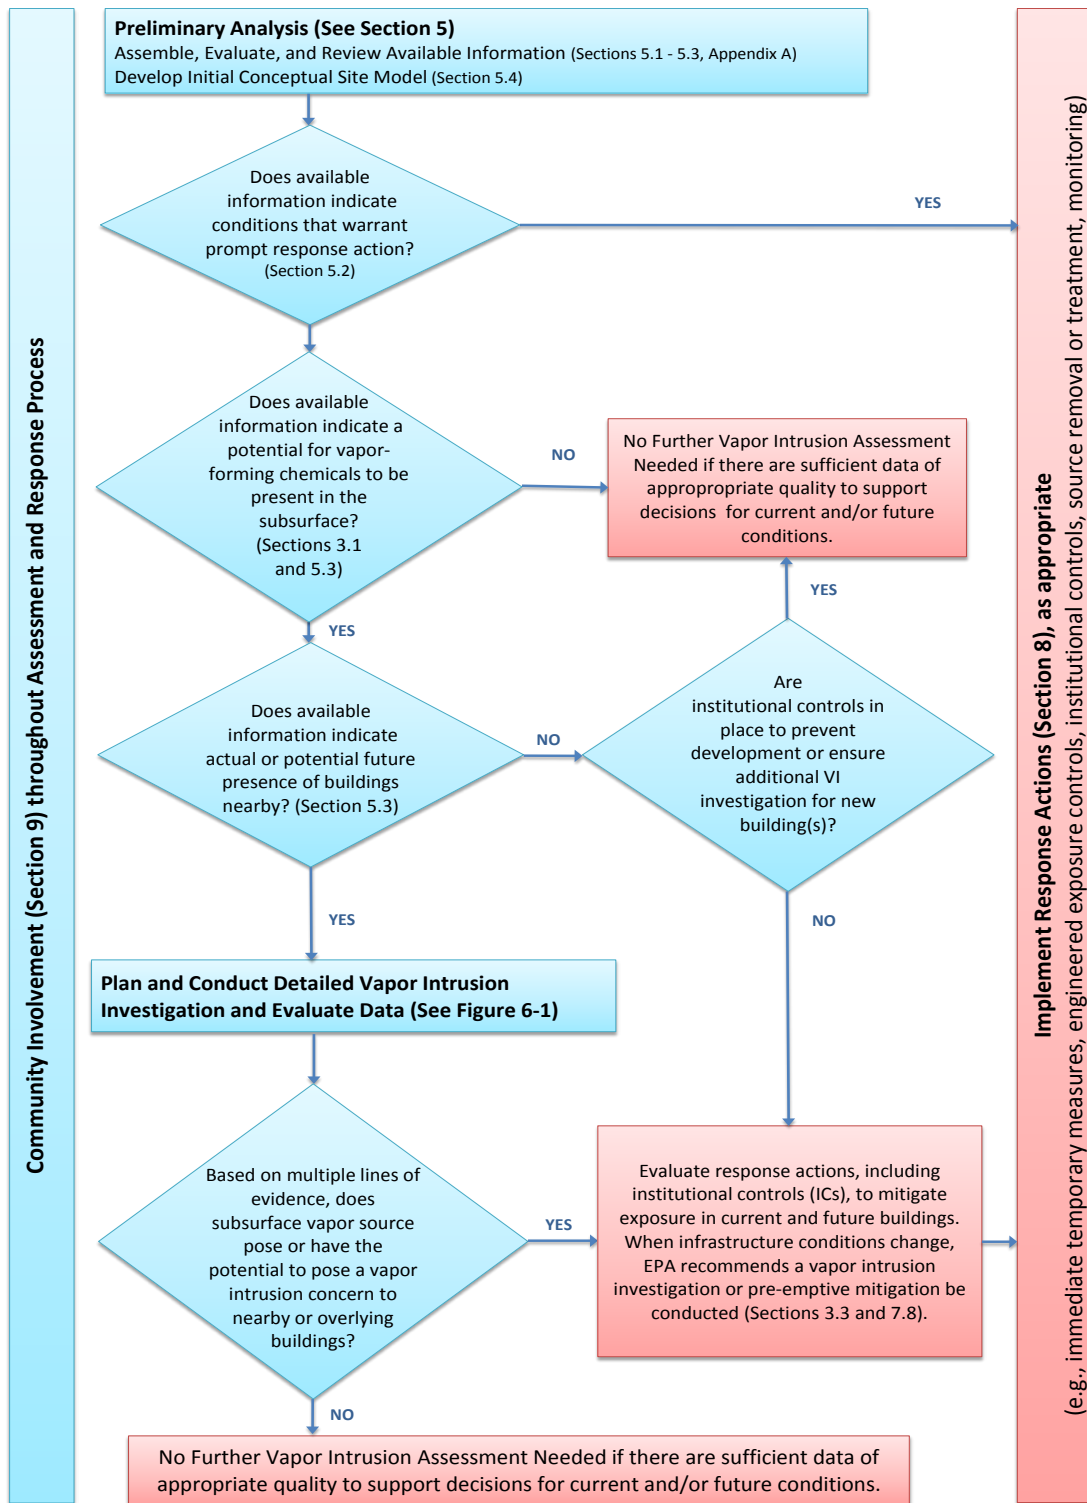 Community Involvement (Section 9) throughout Assessment and Response Process
Preliminary Analysis (See Section 5)
Assemble, Evaluate, and Review Available Information (Sections 5.1 - 5.3, Appendix A)
Develop Initial Conceptual Site Model (Section 5.4)
Does available
information indicate
conditions that warrant
prompt response action?
(Section 5.2)
YES
Does available
information indicate a
potential for vapor-
forming chemicals to be
present in the
subsurface?
(Sections 3.1
and 5.3)
NO
No Further Vapor Intrusion Assessment
Needed if there are sufficient data of
appropropriate quality to support
decisions for current and/or future
conditions.
YES
YES
Does available
information indicate
actual or potential future
presence of buildings
nearby? (Section 5.3)
NO
Are
institutional controls in
place to prevent
development or ensure
additional VI
investigation for new
building(s)?
YES
NO
Plan and Conduct Detailed Vapor Intrusion
Investigation and Evaluate Data (See Figure 6-1)
Based on multiple lines of
evidence, does
subsurface vapor source
pose or have the
potential to pose a vapor
intrusion concern to
nearby or overlying
buildings?
YES
Evaluate response actions, including
institutional controls (ICs), to mitigate
exposure in current and future buildings.
When infrastructure conditions change,
EPA recommends a vapor intrusion
investigation or pre-emptive mitigation be
conducted (Sections 3.3 and 7.8).
NO
No Further Vapor Intrusion Assessment Needed if there are sufficient data of
appropriate quality to support decisions for current and/or future conditions.
Implement Response Actions (Section 8), as appropriate
(e.g., immediate temporary measures, engineered exposure controls, institutional controls, source removal or treatment, monitoring)